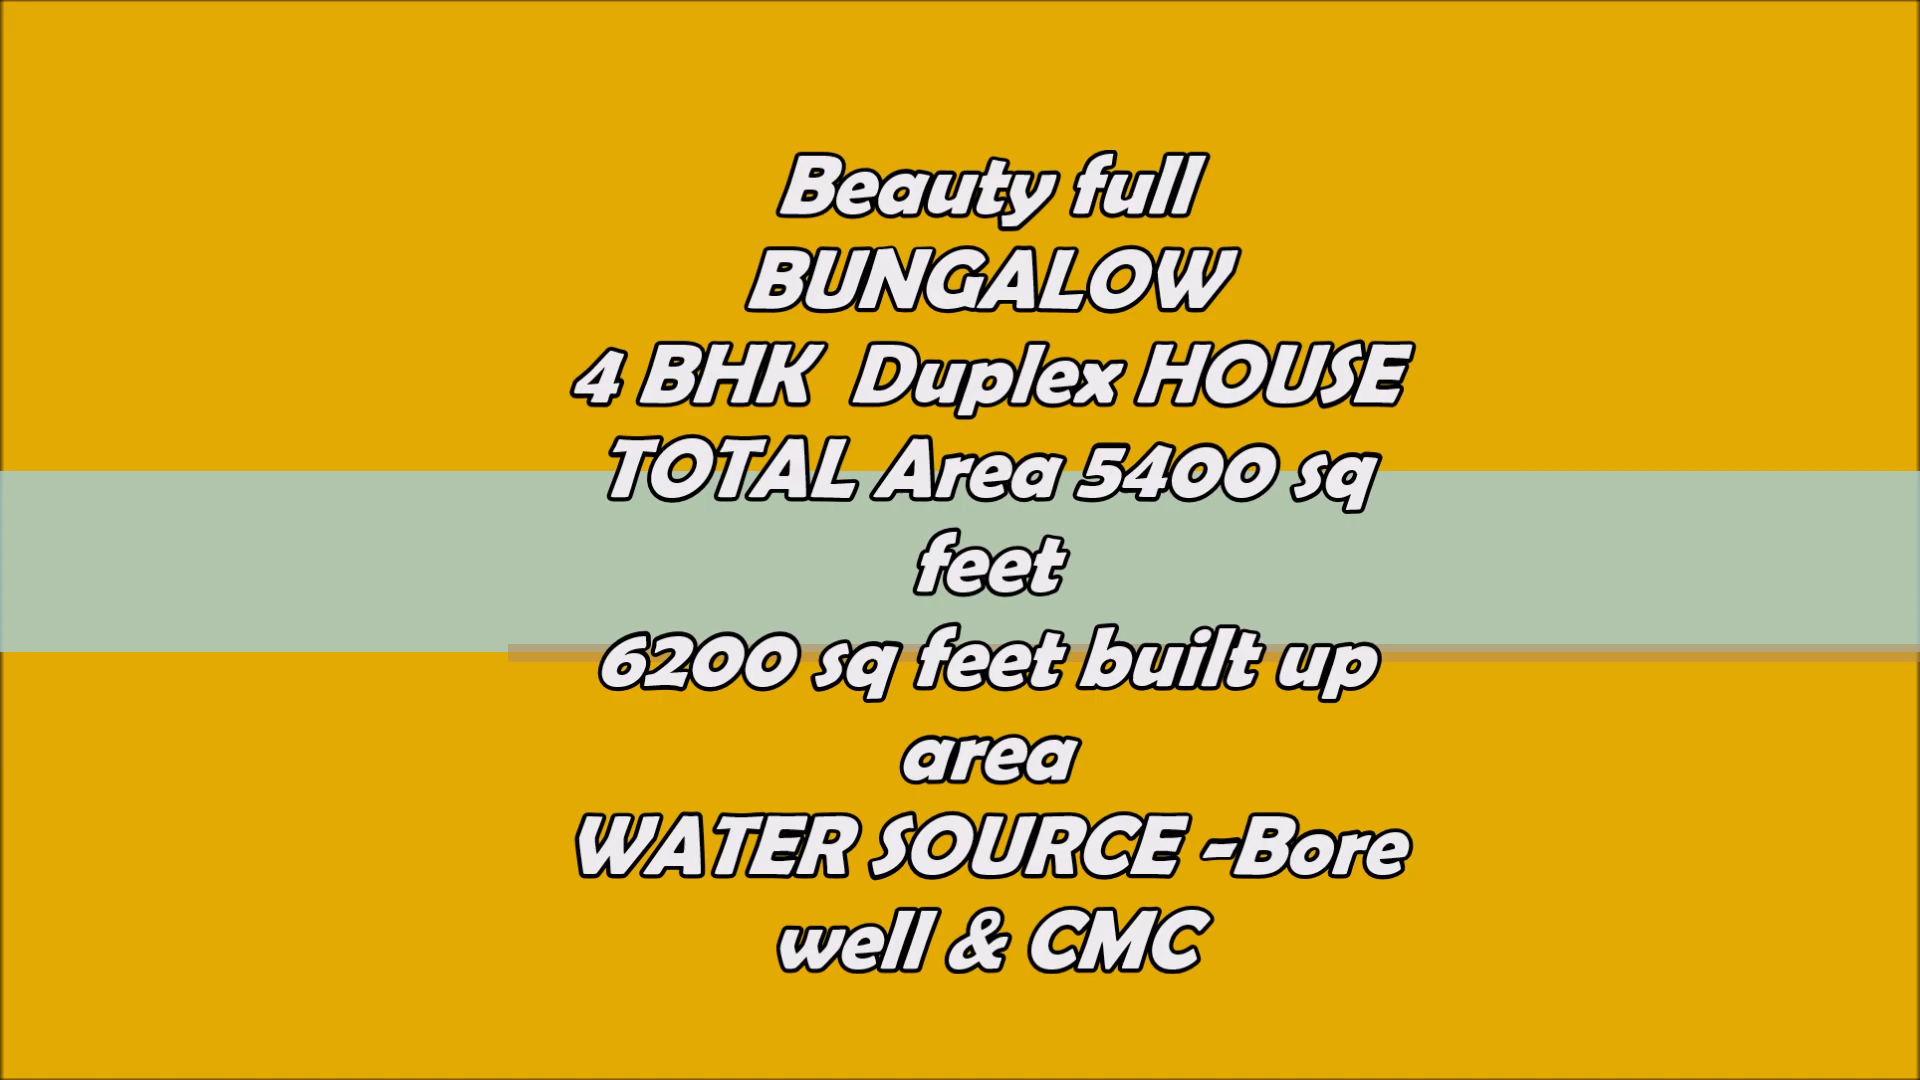 Beauty full
BUNGALOW
4 BHK  Duplex HOUSE
TOTAL Area 5400 sq
feet
6200 sq feet built up
area
WATER SOURCE -Bore
well & CMC